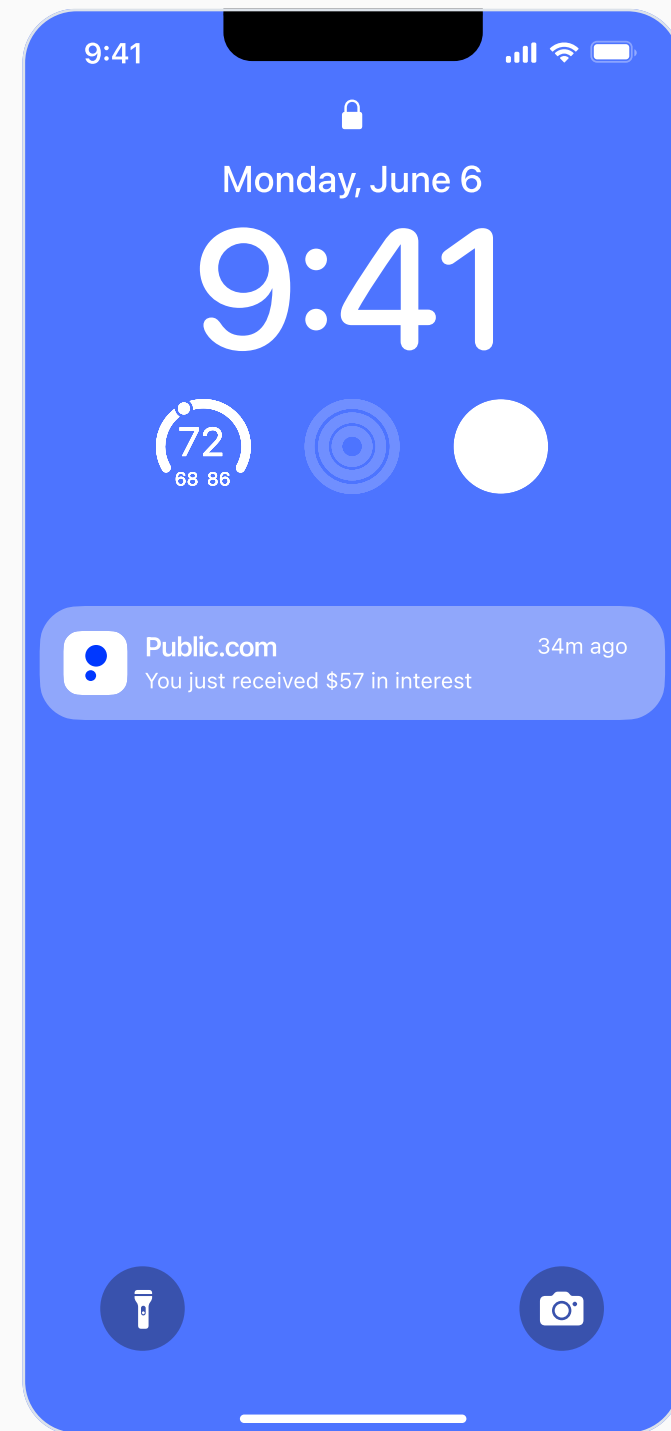 9:41
Monday, June 6
9:41
72
68 86
Public.com
34m ago
You just received $57 in interest